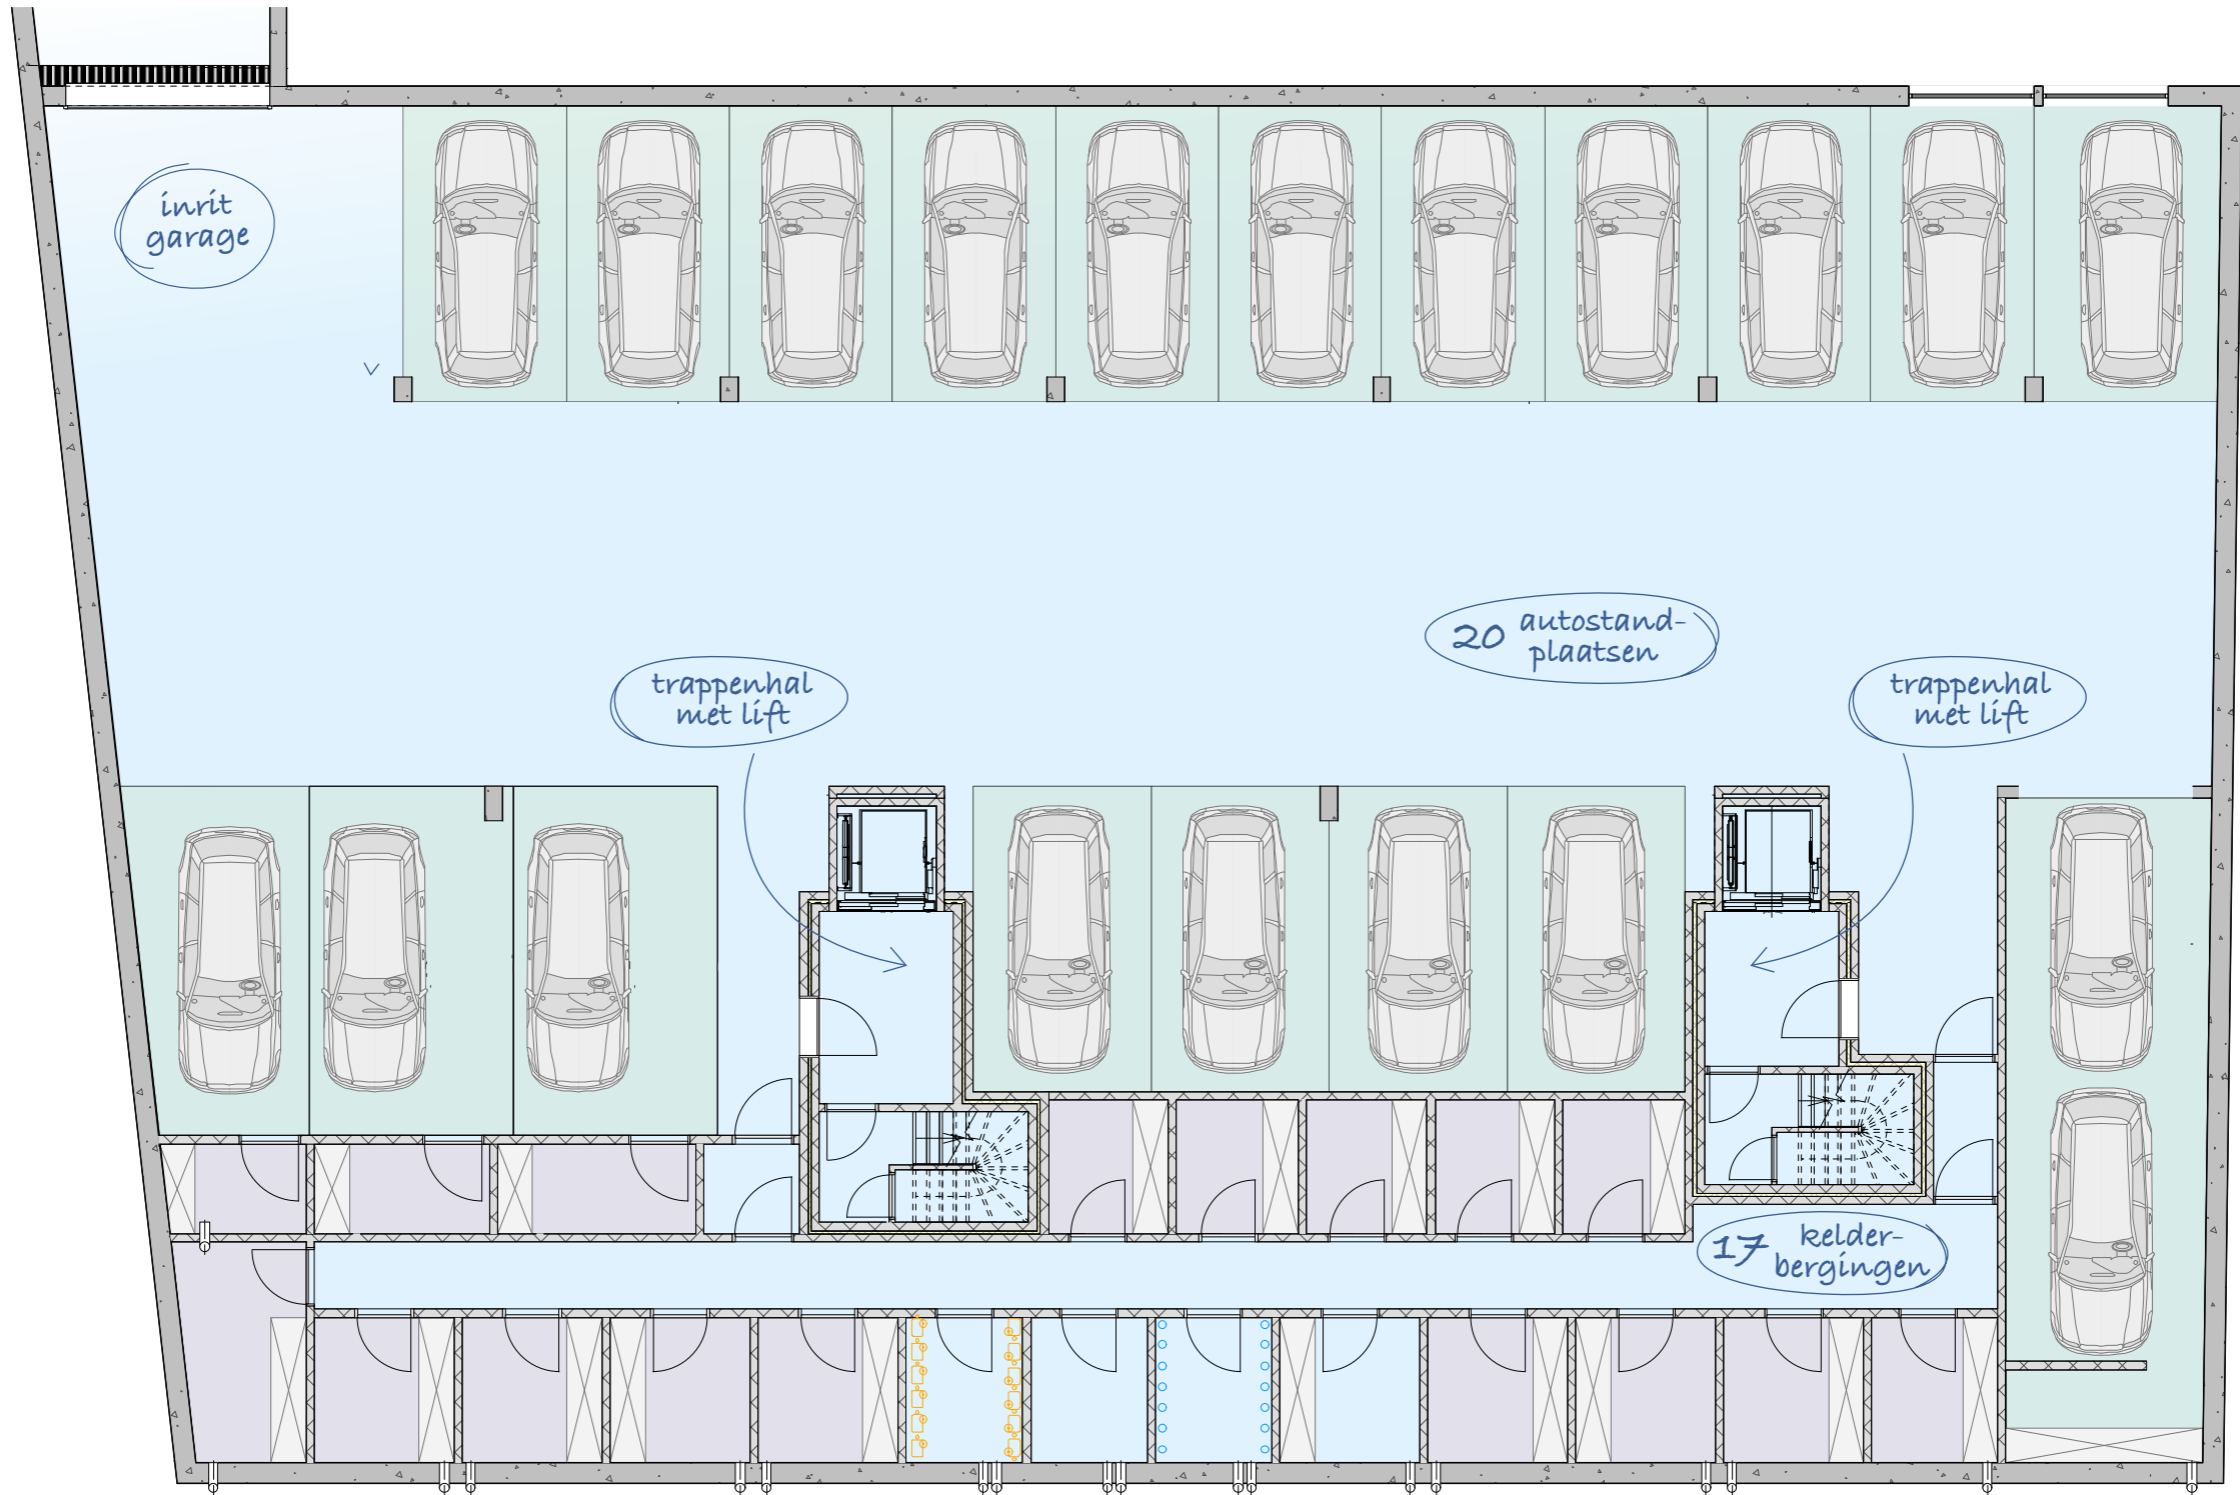 inrit
garage
20 autostand-
plaatsen
trappenhal
met lift
trappenhal
met lift
17 kelder-
bergingen